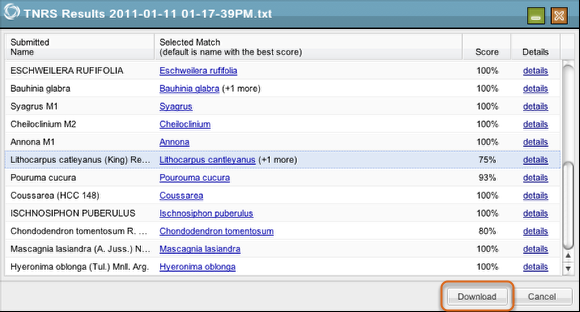 TNRS Results 2011-01-11 01-17-39PM.txt
Submitted Name Selected Match (default is name with the best score) Score Details
ESCHWEILERA RUFIFOLIA Eschweilera rufifolia 100% details
Bauhinia glabra Bauhinia glabra (+1 more) 100% details
Syagrus M1 Syagrus 100% details
Cheiloclinium M2 Cheiloclinium 100% details
Annona M1 Annona 100% details
Lithocarpus catleyanus (King) Re... Lithocarpus cantleyanus (+1 more) 75% details
Pouruma cucura Pourouma cucura 93% details
Coussarea (HCC 148) Coussarea 100% details
ISCHNOSIPHON PUBERULUS Ischnosiphon puberulus 100% details
Chondodendron tomentosum R. ... Chondodendron tomentosum 80% details
Mascagnia lasiandra (A. Juss.) N... Mascagnia lasiandra 100% details
Hyeronima oblonga (Tul.) Mnll. Arg. Hyeronima oblonga 100% details
Download Cancel